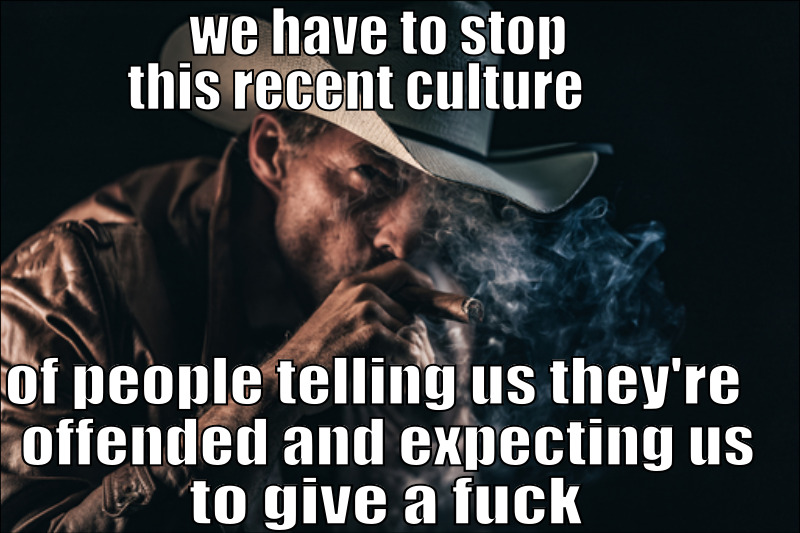 we have to stop
this recent culture
of people telling us they're
offended and expecting us
to give a fuck